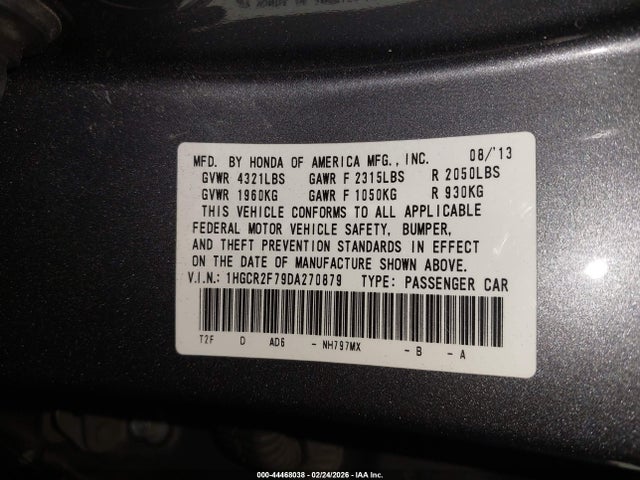 MFD. BY HONDA OF AMERICA MFG., INC. 08/'13
GVWR 4321LBS GAWR F 2315LBS R 2050LBS
GVWR 1960KG GAWR F 1050KG R 930KG
THIS VEHICLE CONFORMS TO ALL APPLICABLE
FEDERAL MOTOR VEHICLE SAFETY, BUMPER,
AND THEFT PREVENTION STANDARDS IN EFFECT
ON THE DATE OF MANUFACTURE SHOWN ABOVE.
V.I.N.: 1HGCR2F79DA270879 TYPE: PASSENGER CAR
T2F D AD6 - NH797MX - B - A
000-44468038 - 02/24/2026 - IAA Inc.